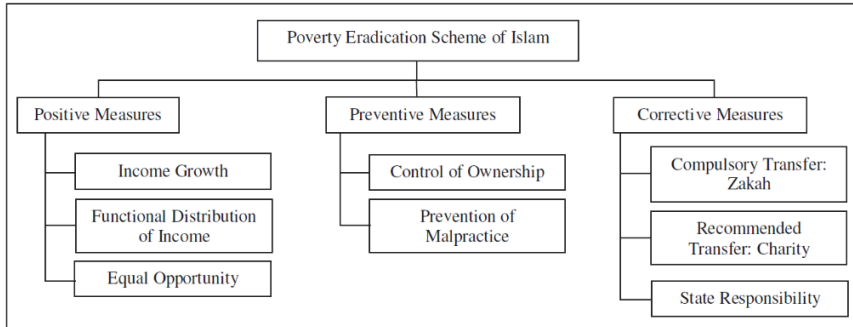 Poverty Eradication Scheme of Islam
Positive Measures
Income Growth
Functional Distribution
of Income
Equal Opportunity
Preventive Measures
Control of Ownership
Prevention of
Malpractice
Corrective Measures
Compulsory Transfer:
Zakah
Recommended
Transfer: Charity
State Responsibility